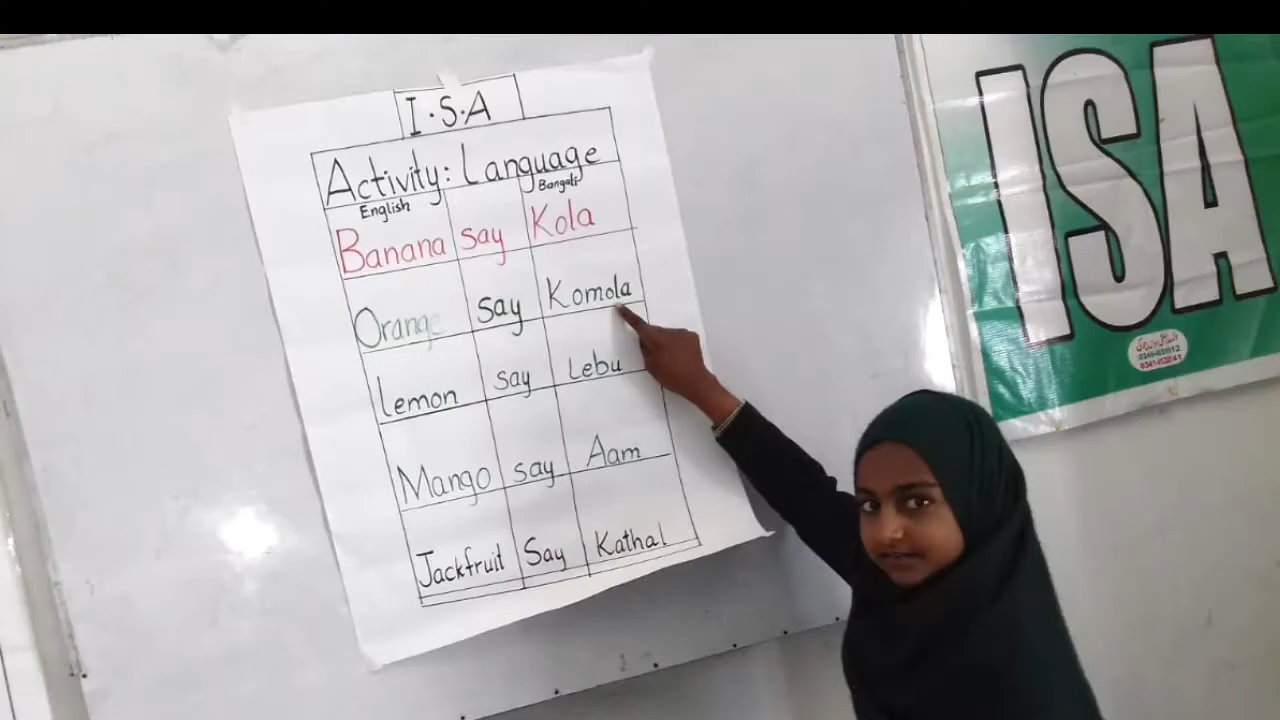 I.S.A
Activity: Language
English Bangali
Banana say Kola
Orange say Komola
Lemon say Lebu
Mango say Aam
Jackfruit Say Kathal
ISA